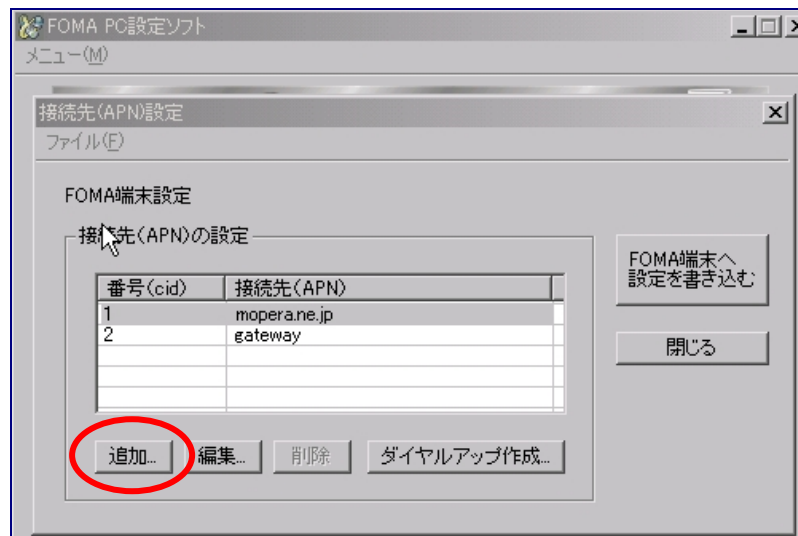 FOMA PC設定ソフト
メニュー(M)
接続先(APN)設定
ファイル(F)
FOMA端末設定
接続先(APN)の設定
番号(cid) 接続先(APN)
1 mopera.ne.jp
2 gateway
追加... 編集... 削除 ダイヤルアップ作成...
FOMA端末へ
設定を書き込む
閉じる